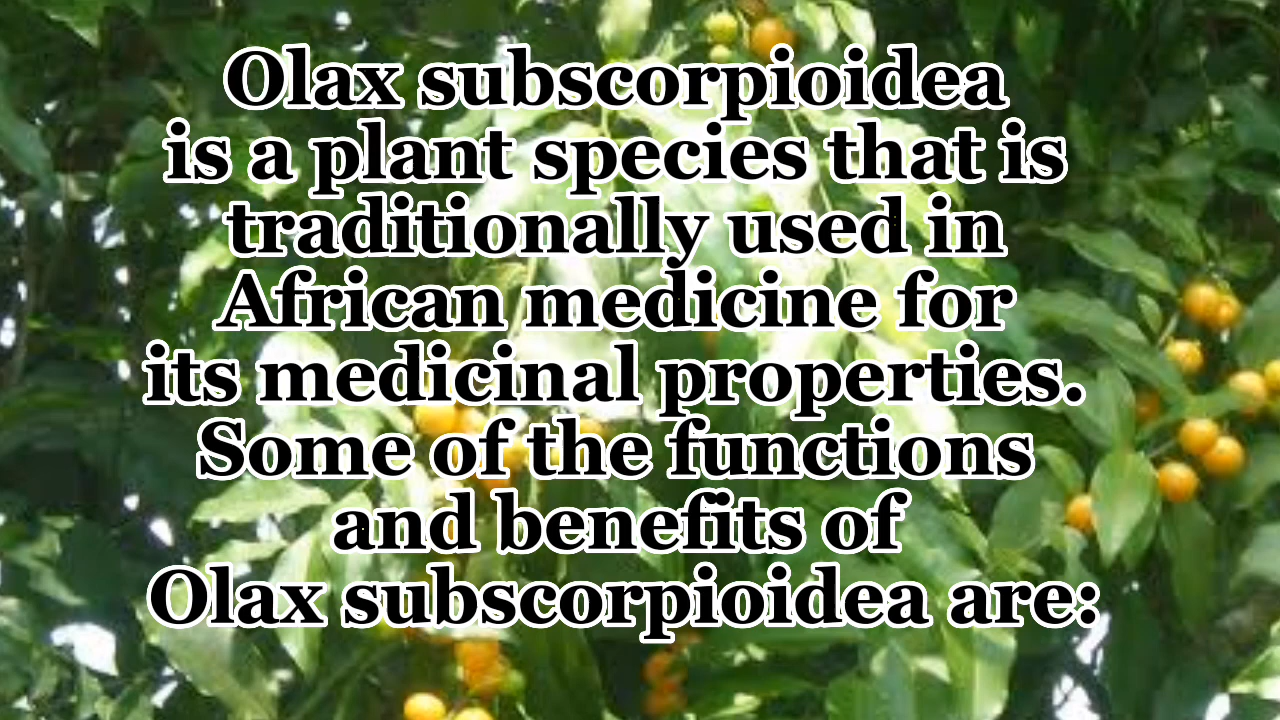 Olax subscorpioidea
is a plant species that is
traditionally used in
African medicine for
its medicinal properties.
Some of the functions
and benefits of
Olax subscorpioidea are: